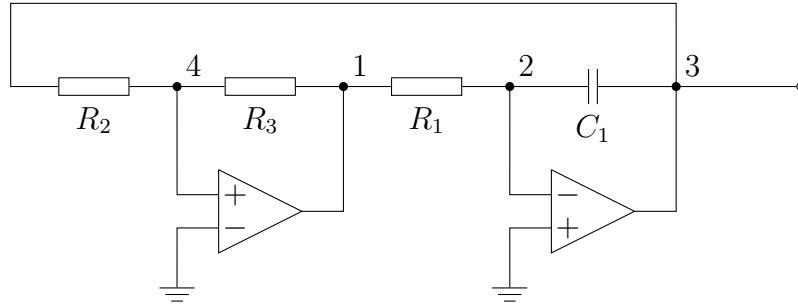 4 1 2 3
R₂ R₃ R₁ C₁
+ −
− +